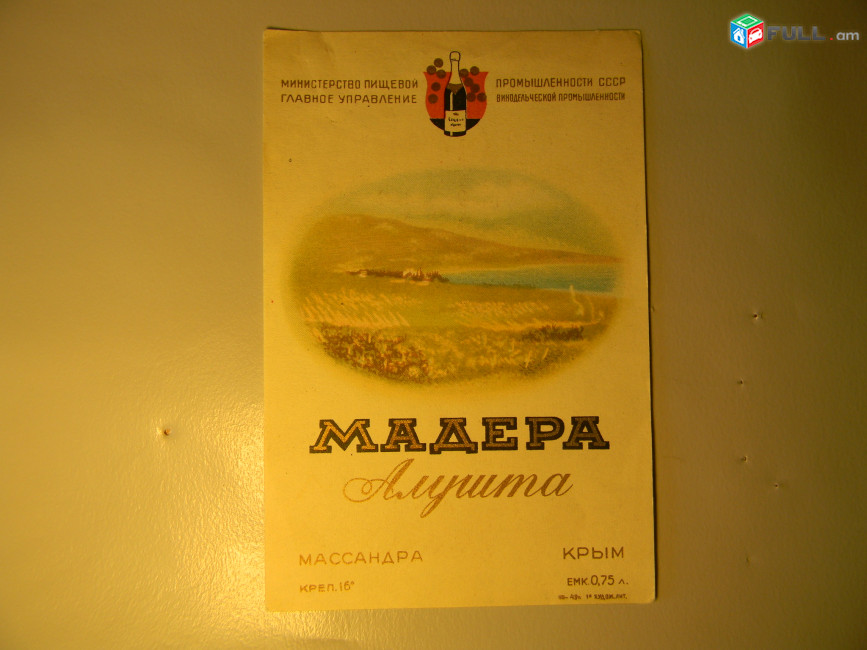 FULL.am
МИНИСТЕРСТВО ПИЩЕВОЙ ПРОМЫШЛЕННОСТИ СССР
ГЛАВНОЕ УПРАВЛЕНИЕ ВИНОДЕЛЬЧЕСКОЙ ПРОМЫШЛЕННОСТИ
МАДЕРА
Алушта
МАССАНДРА КРЫМ
КРЕП. 16° ЕМК. 0,75 л.